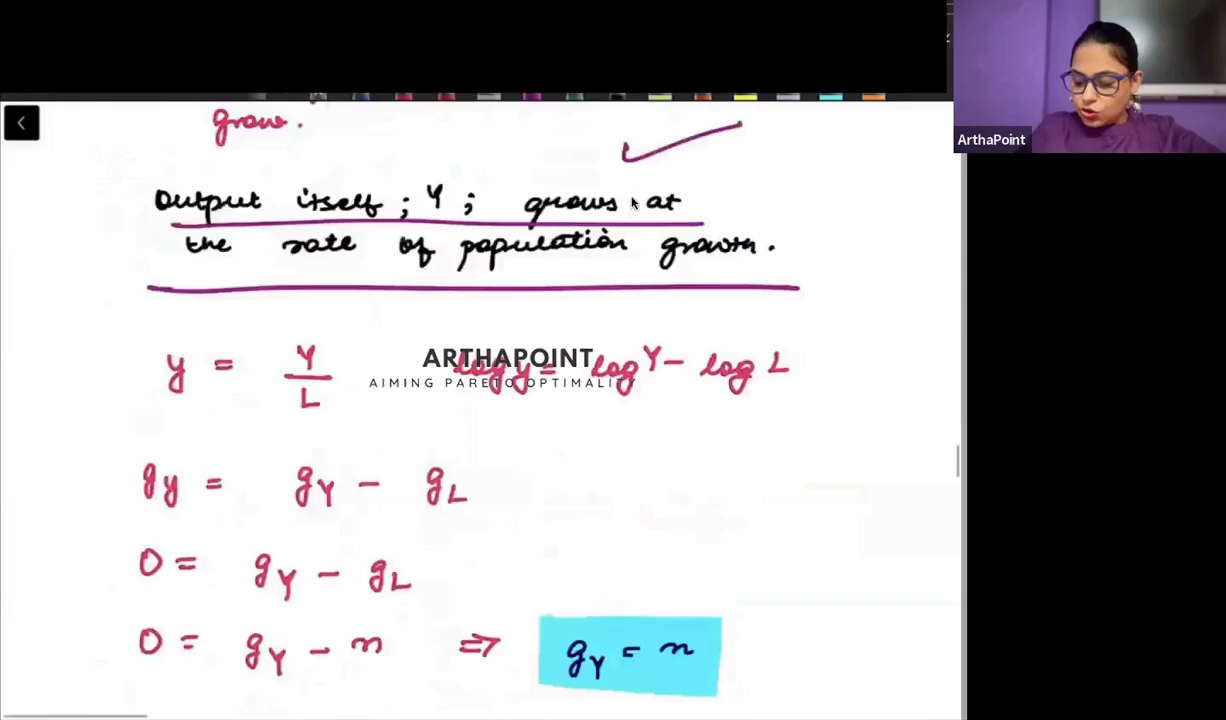 ArthaPoint
grow.
Output itself; Y; grows at
the rate of population growth.
y = Y/L log y = log Y - log L
ARTHAPOINT
AIMING PARETO OPTIMALITY
gy = gY - gL
0 = gY - gL
0 = gY - n ⇒ gY = n